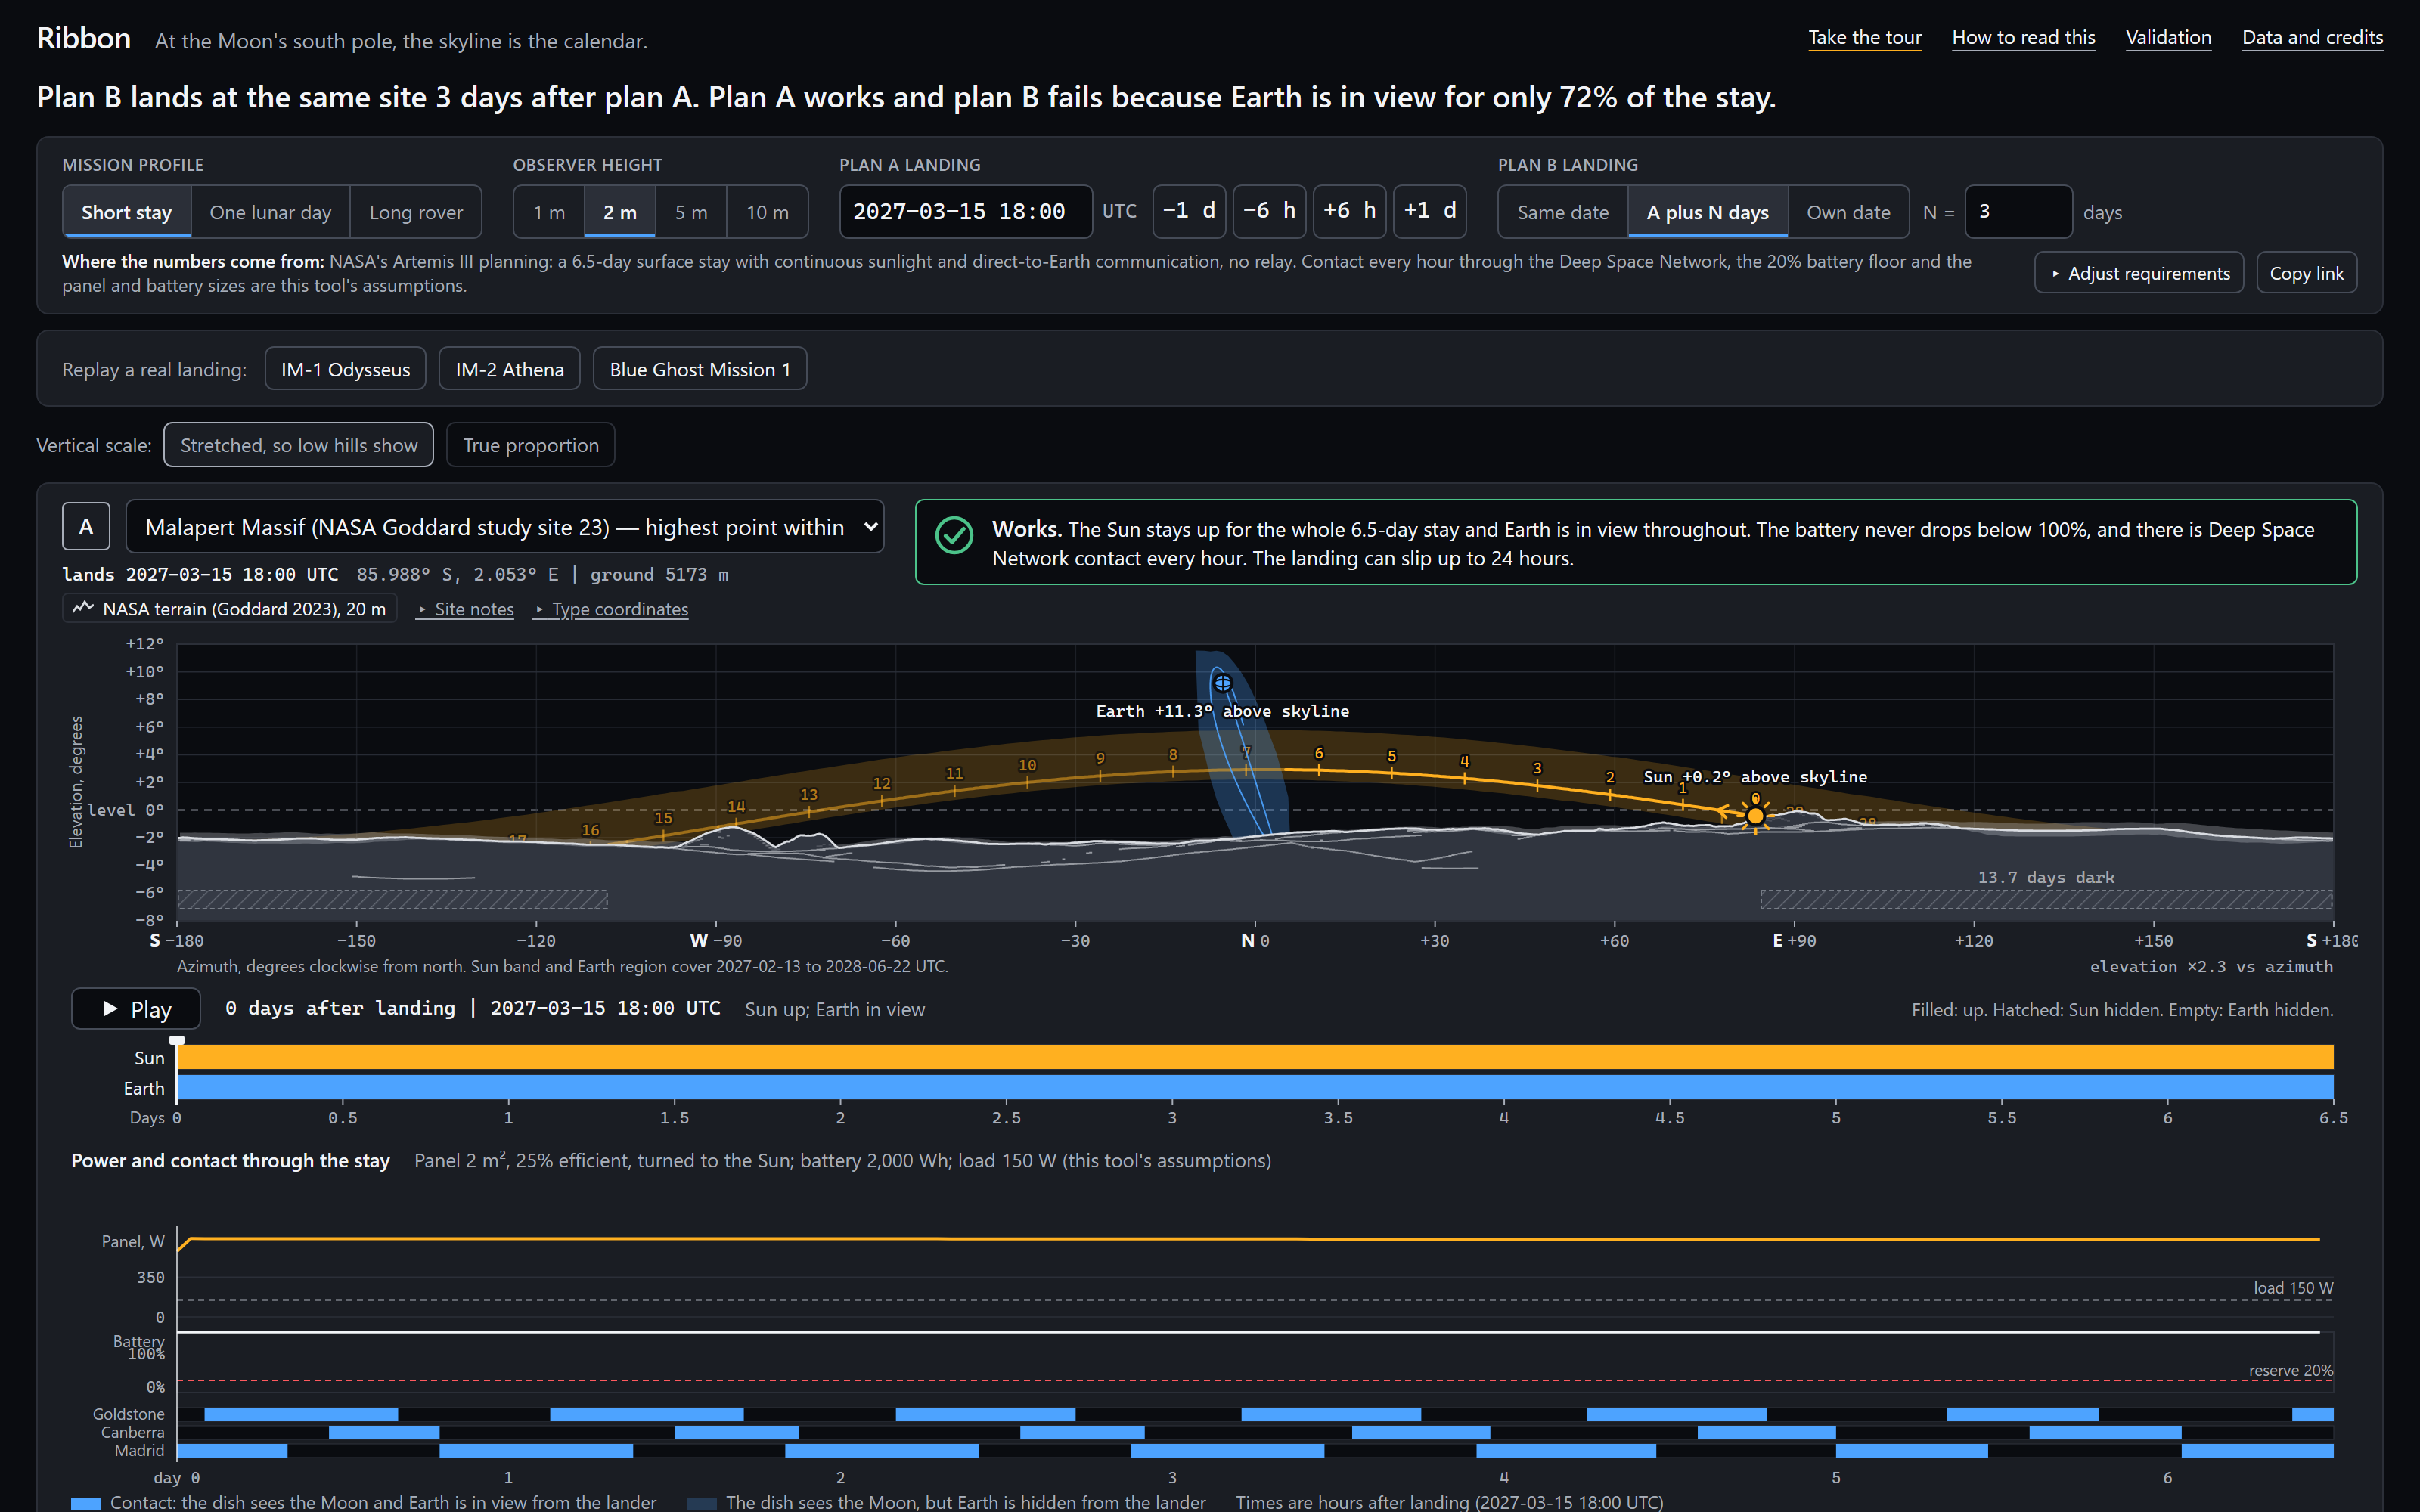 Ribbon At the Moon's south pole, the skyline is the calendar.
Take the tour How to read this Validation Data and credits
Plan B lands at the same site 3 days after plan A. Plan A works and plan B fails because Earth is in view for only 72% of the stay.
MISSION PROFILE OBSERVER HEIGHT PLAN A LANDING PLAN B LANDING
Short stay One lunar day Long rover 1 m 2 m 5 m 10 m 2027-03-15 18:00 UTC −1 d −6 h +6 h +1 d Same date A plus N days Own date N = 3 days
Where the numbers come from: NASA's Artemis III planning: a 6.5-day surface stay with continuous sunlight and direct-to-Earth communication, no relay. Contact every hour through the Deep Space Network, the 20% battery floor and the
panel and battery sizes are this tool's assumptions.
‣ Adjust requirements Copy link
Replay a real landing: IM-1 Odysseus IM-2 Athena Blue Ghost Mission 1
Vertical scale: Stretched, so low hills show True proportion
A Malapert Massif (NASA Goddard study site 23) — highest point within
Works. The Sun stays up for the whole 6.5-day stay and Earth is in view throughout. The battery never drops below 100%, and there is Deep Space
Network contact every hour. The landing can slip up to 24 hours.
lands 2027-03-15 18:00 UTC 85.988° S, 2.053° E | ground 5173 m
NASA terrain (Goddard 2023), 20 m ‣ Site notes ‣ Type coordinates
Elevation, degrees
+12°
+10°
+8°
+6°
+4°
+2°
level 0°
−2°
−4°
−6°
−8°
Earth +11.3° above skyline
Sun +0.2° above skyline
17 16 15 14 13 12 11 10 9 8 7 6 5 4 3 2 1 0 29 28
13.7 days dark
S −180 −150 −120 W −90 −60 −30 N 0 +30 +60 E +90 +120 +150 S +180
Azimuth, degrees clockwise from north. Sun band and Earth region cover 2027-02-13 to 2028-06-22 UTC.
elevation ×2.3 vs azimuth
Play 0 days after landing | 2027-03-15 18:00 UTC Sun up; Earth in view
Filled: up. Hatched: Sun hidden. Empty: Earth hidden.
Sun
Earth
Days 0 0.5 1 1.5 2 2.5 3 3.5 4 4.5 5 5.5 6 6.5
Power and contact through the stay Panel 2 m², 25% efficient, turned to the Sun; battery 2,000 Wh; load 150 W (this tool's assumptions)
Panel, W
350
load 150 W
0
Battery
100%
reserve 20%
0%
Goldstone
Canberra
Madrid
day 0 1 2 3 4 5 6
Contact: the dish sees the Moon and Earth is in view from the lander The dish sees the Moon, but Earth is hidden from the lander Times are hours after landing (2027-03-15 18:00 UTC)